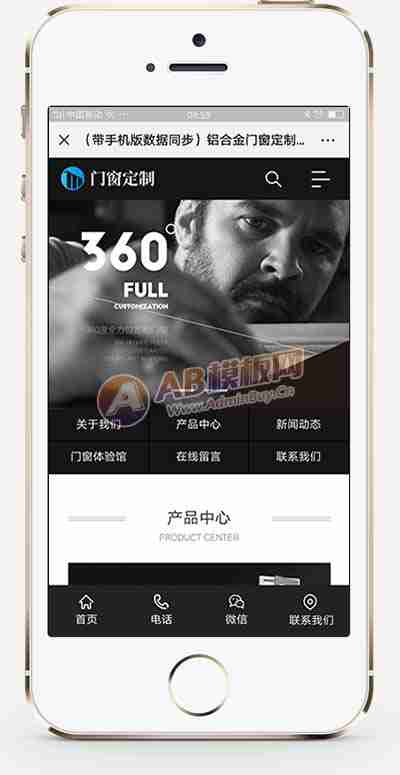 中国移动
09:59
（带手机版数据同步）铝合金门窗定制...
门窗定制
360°
FULL
CUSTOMIZATION
AB模板网
Www.AdminBuy.Cn
关于我们 产品中心 新闻动态
门窗体验馆 在线留言 联系我们
产品中心
PRODUCT CENTER
首页 电话 微信 联系我们